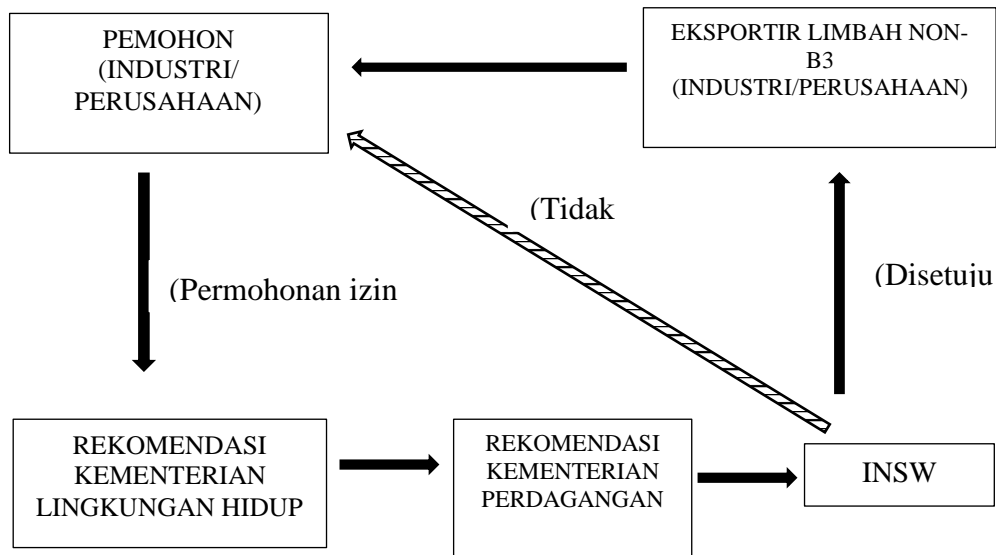 PEMOHON
(INDUSTRI/
PERUSAHAAN)
EKSPORTIR LIMBAH NON-
B3
(INDUSTRI/PERUSAHAAN)
(Tidak
(Permohonan izin
(Disetuju
REKOMENDASI
KEMENTERIAN
LINGKUNGAN HIDUP
REKOMENDASI
KEMENTERIAN
PERDAGANGAN
INSW